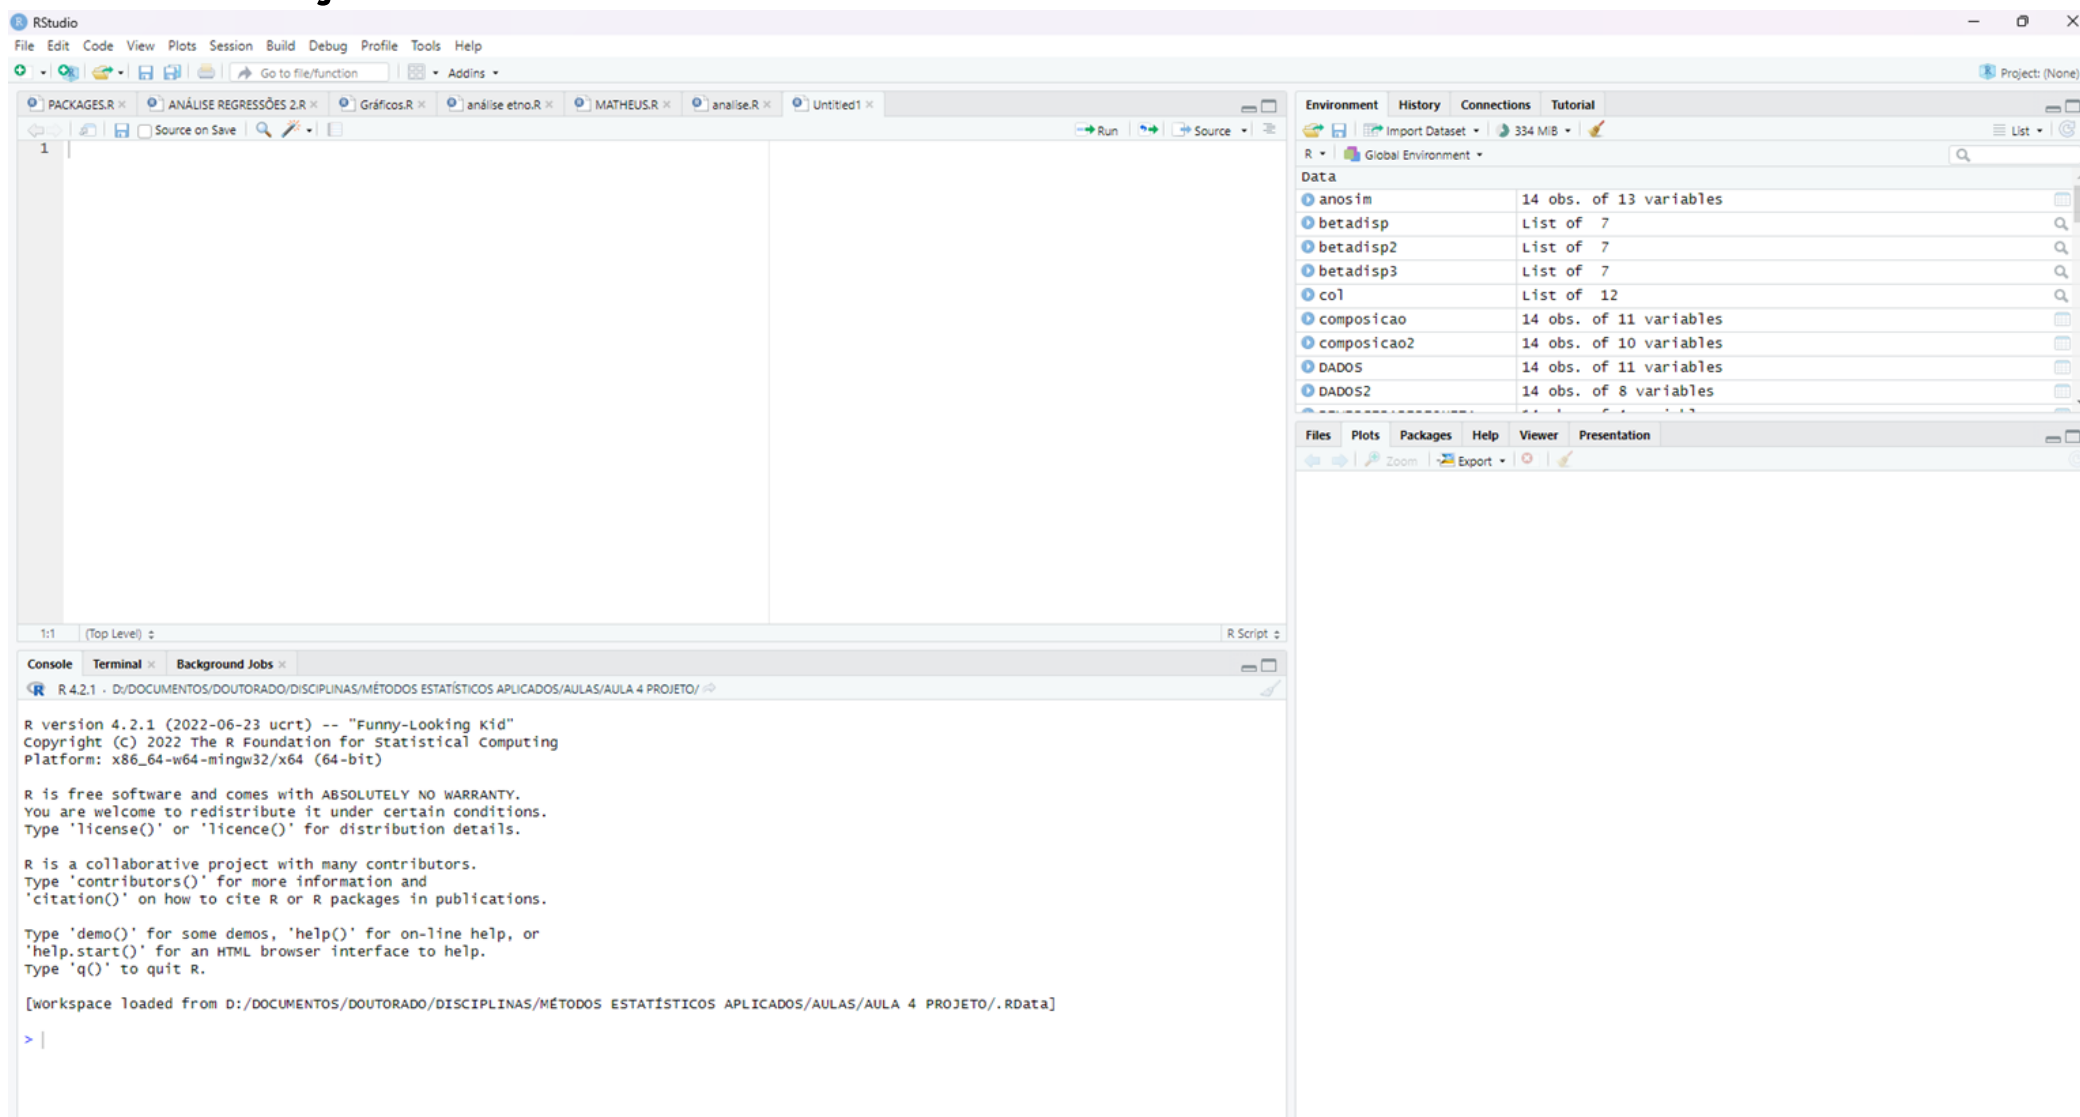 RStudio
File Edit Code View Plots Session Build Debug Profile Tools Help
Go to file/function Addins
Project: (None)
PACKAGES.R ANÁLISE REGRESSÕES 2.R Gráficos.R análise etno.R MATHEUS.R analise.R Untitled1
Source on Save Run Source
1
1:1 (Top Level) R Script
Console Terminal Background Jobs
R 4.2.1 · D:/DOCUMENTOS/DOUTORADO/DISCIPLINAS/MÉTODOS ESTATÍSTICOS APLICADOS/AULAS/AULA 4 PROJETO/
R version 4.2.1 (2022-06-23 ucrt) -- "Funny-Looking Kid"
Copyright (C) 2022 The R Foundation for Statistical Computing
Platform: x86_64-w64-mingw32/x64 (64-bit)
R is free software and comes with ABSOLUTELY NO WARRANTY.
You are welcome to redistribute it under certain conditions.
Type 'license()' or 'licence()' for distribution details.
R is a collaborative project with many contributors.
Type 'contributors()' for more information and
'citation()' on how to cite R or R packages in publications.
Type 'demo()' for some demos, 'help()' for on-line help, or
'help.start()' for an HTML browser interface to help.
Type 'q()' to quit R.
[Workspace loaded from D:/DOCUMENTOS/DOUTORADO/DISCIPLINAS/MÉTODOS ESTATÍSTICOS APLICADOS/AULAS/AULA 4 PROJETO/.RData]
>
Environment History Connections Tutorial
Import Dataset 334 MiB List
R Global Environment
Data
anosim 14 obs. of 13 variables
betadisp List of 7
betadisp2 List of 7
betadisp3 List of 7
col List of 12
composicao 14 obs. of 11 variables
composicao2 14 obs. of 10 variables
DADOS 14 obs. of 11 variables
DADOS2 14 obs. of 8 variables
Files Plots Packages Help Viewer Presentation
Zoom Export